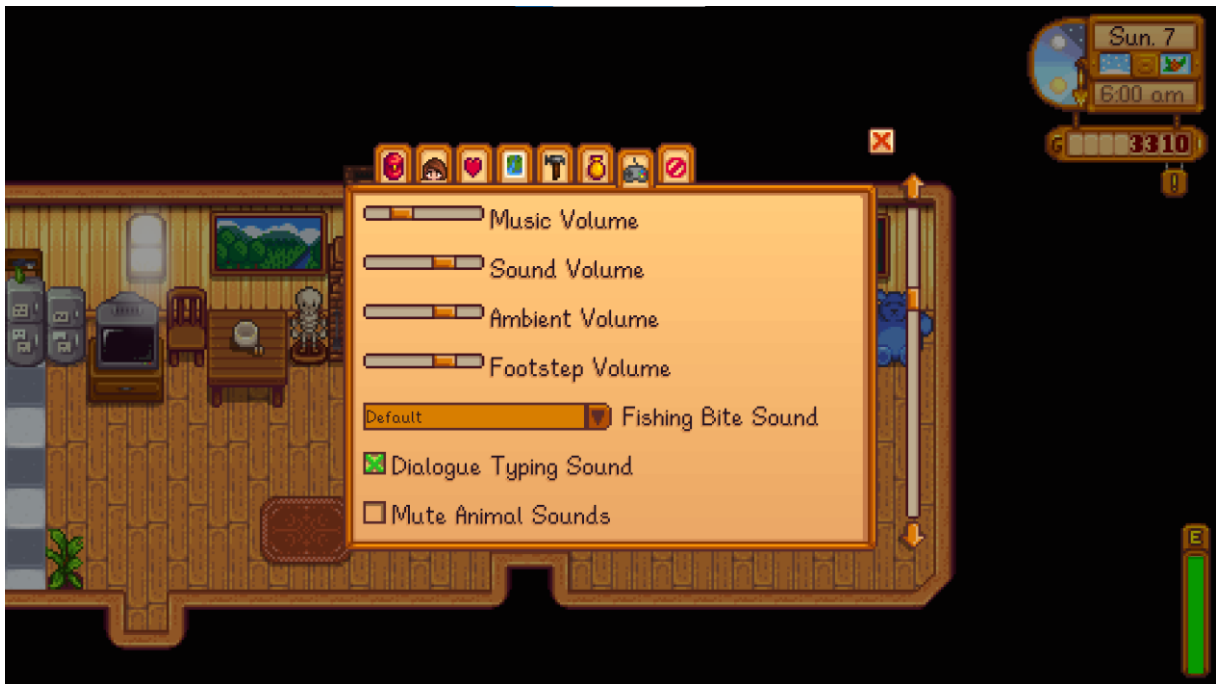 Sun. 7
6:00 am
G 3310
Music Volume
Sound Volume
Ambient Volume
Footstep Volume
Default Fishing Bite Sound
Dialogue Typing Sound
Mute Animal Sounds
E